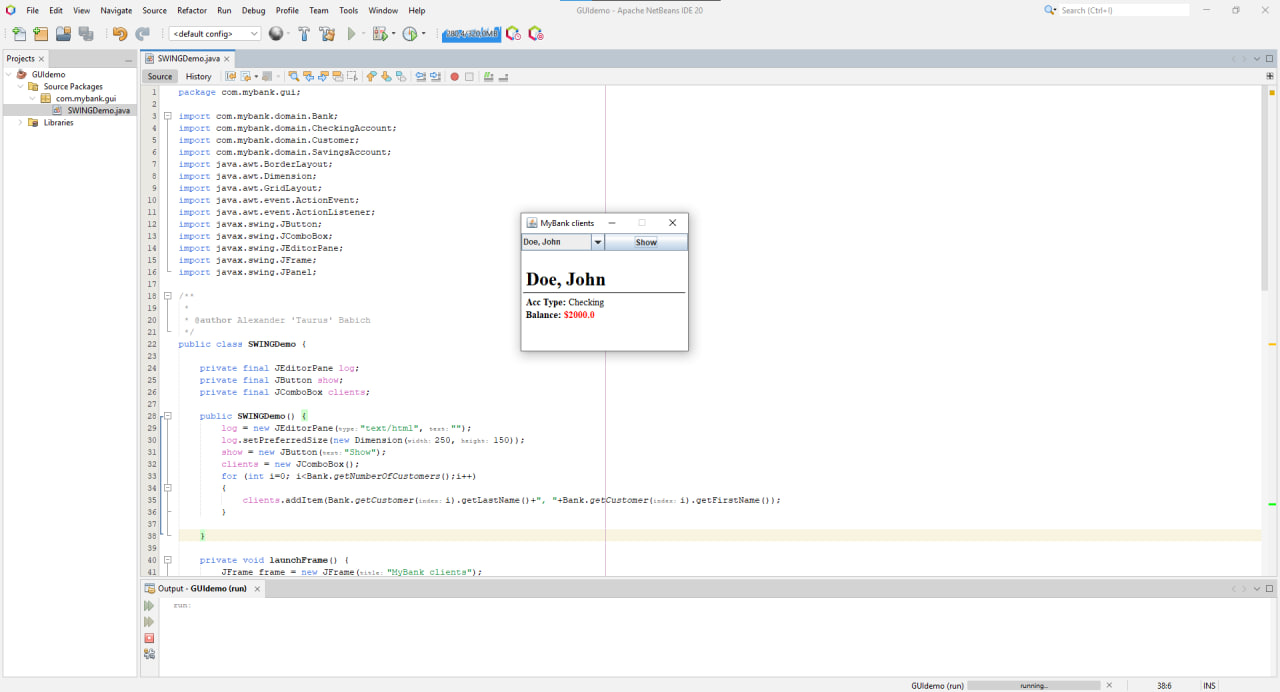 File Edit View Navigate Source Refactor Run Debug Profile Team Tools Window Help
GUIdemo - Apache NetBeans IDE 20
Search (Ctrl+I)
<default config>
Projects
SWINGDemo.java
GUIdemo
Source Packages
com.mybank.gui
SWINGDemo.java
Libraries
Source History
1 package com.mybank.gui;
2
3 import com.mybank.domain.Bank;
4 import com.mybank.domain.CheckingAccount;
5 import com.mybank.domain.Customer;
6 import com.mybank.domain.SavingsAccount;
7 import java.awt.BorderLayout;
8 import java.awt.Dimension;
9 import java.awt.GridLayout;
10 import java.awt.event.ActionEvent;
11 import java.awt.event.ActionListener;
12 import javax.swing.JButton;
13 import javax.swing.JComboBox;
14 import javax.swing.JEditorPane;
15 import javax.swing.JFrame;
16 import javax.swing.JPanel;
17
18 /**
19 *
20 * @author Alexander 'Taurus' Babich
21 */
22 public class SWINGDemo {
23
24 private final JEditorPane log;
25 private final JButton show;
26 private final JComboBox clients;
27
28 public SWINGDemo() {
29 log = new JEditorPane(type: "text/html", text: "");
30 log.setPreferredSize(new Dimension(width: 250, height: 150));
31 show = new JButton(text: "Show");
32 clients = new JComboBox();
33 for (int i=0; i<Bank.getNumberOfCustomers();i++)
34 {
35 clients.addItem(Bank.getCustomer(index: i).getLastName()+", "+Bank.getCustomer(index: i).getFirstName());
36 }
37
38 }
39
40 private void launchFrame() {
41 JFrame frame = new JFrame(title: "MyBank clients");
MyBank clients
Doe, John
Show
Doe, John
Acc Type: Checking
Balance: $2000.0
Output - GUIdemo (run)
run:
GUIdemo (run)
running...
38:6
INS